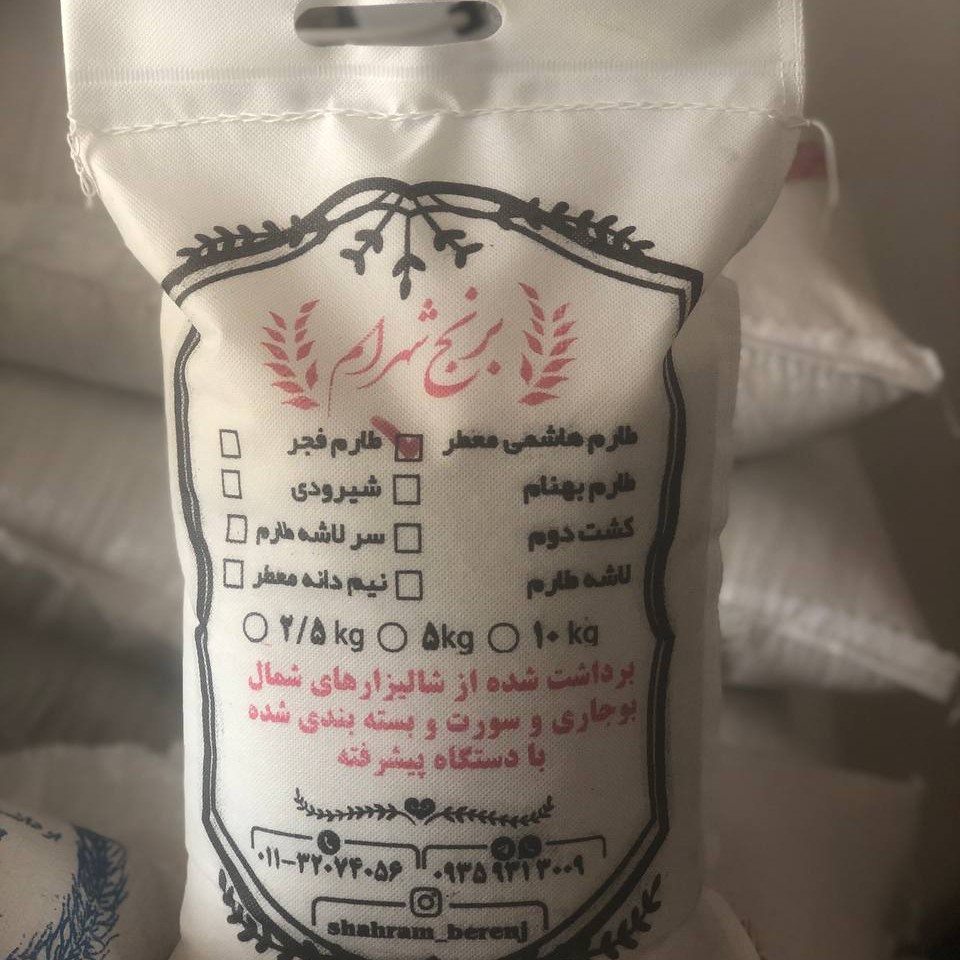 برنج شهرام
طارم هاشمی معطر طارم فجر
طارم بهنام شیرودی
کشت دوم سر لاشه طارم
لاشه طارم نیم دانه معطر
۲/۵ kg ۵kg ۱۰ kg
برداشت شده از شالیزارهای شمال
بوجاری و سورت و بسته بندی شده
با دستگاه پیشرفته
۰۱۱-۳۲۰۷۴۰۵۶ ۰۹۳۵ ۹۳۱ ۳۰۰۹
shahram_berenj